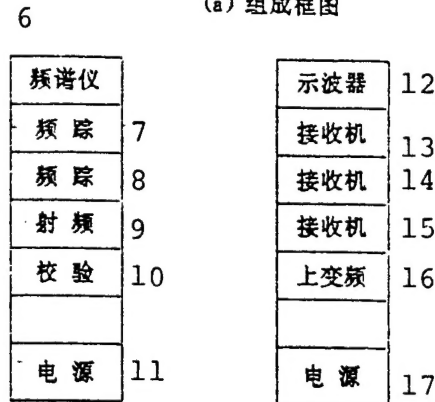 (a) 组成框图
6
频谱仪
频 踪 7
频 踪 8
射 频 9
校 验 10
电 源 11
示波器 12
接收机 13
接收机 14
接收机 15
上变频 16
电 源 17